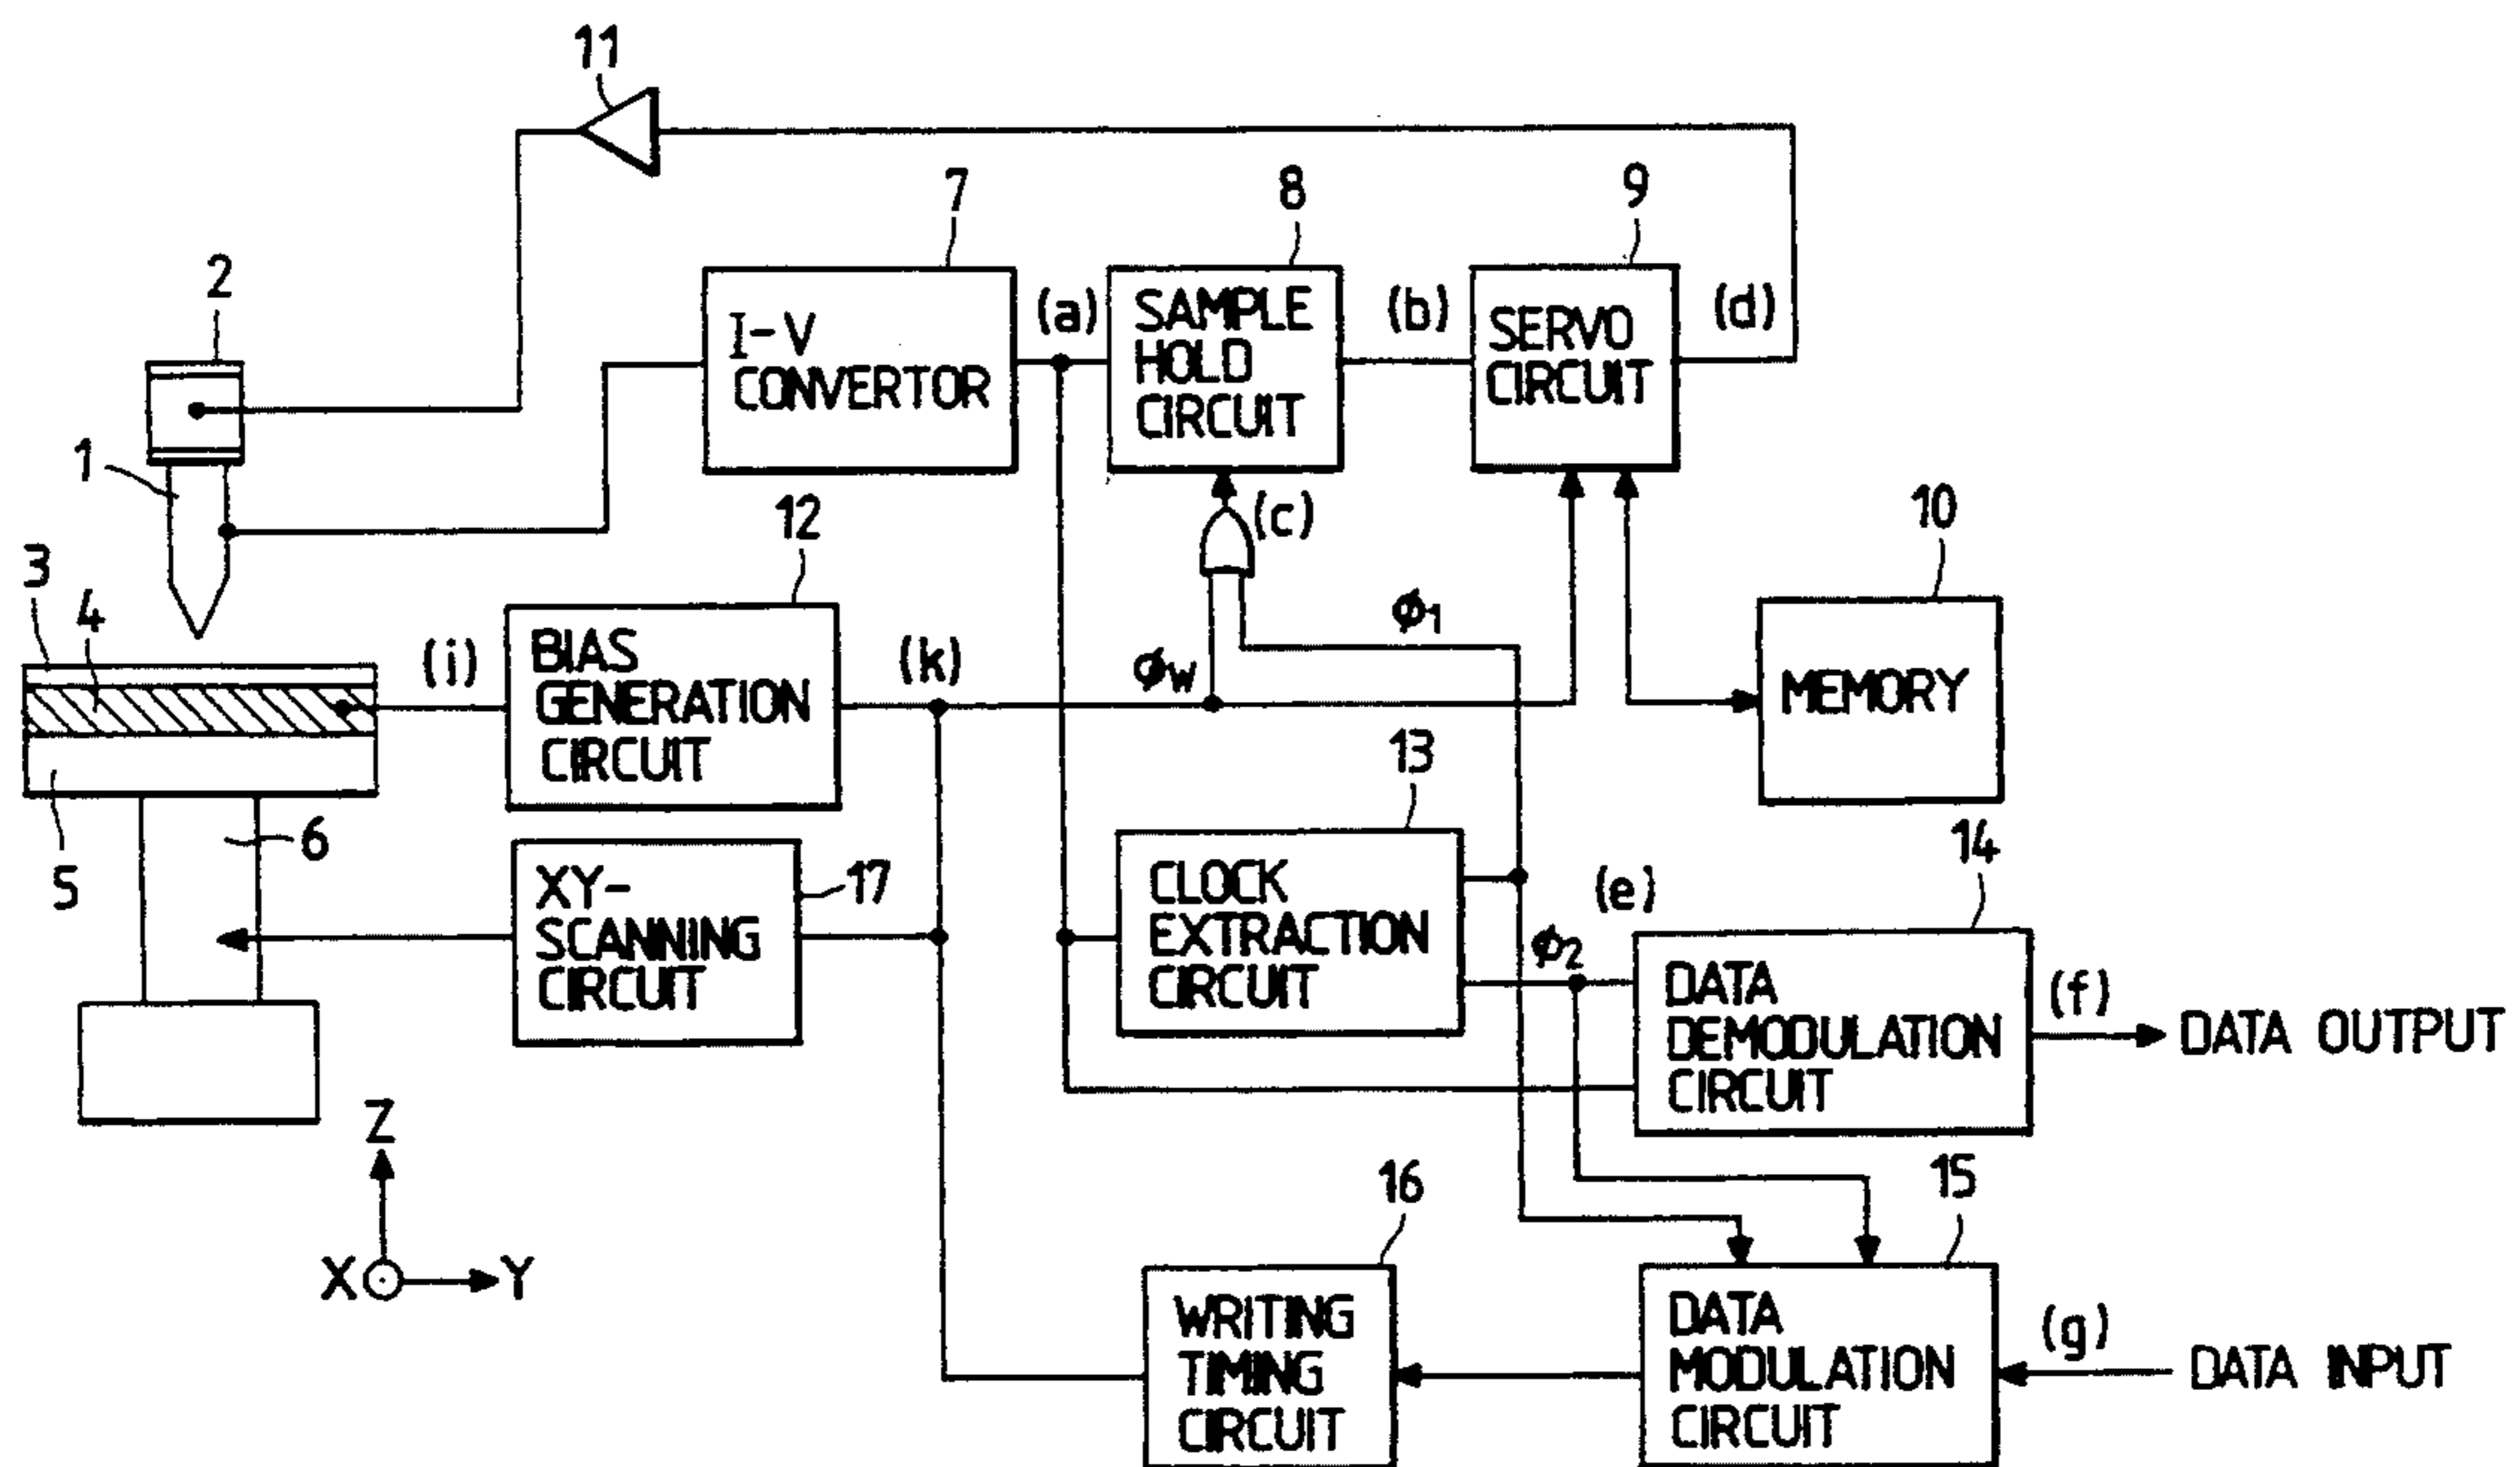 11
7
8
9
2
I-V
CONVERTOR
(a)
SAMPLE
HOLD
CIRCUIT
(b)
SERVO
CIRCUIT
(d)
1
12
(c)
10
3
4
(i)
BIAS
GENERATION
CIRCUIT
(k)
ϕW
ϕ1
MEMORY
13
14
5
6
XY-
SCANNING
CIRCUIT
17
CLOCK
EXTRACTION
CIRCUIT
(e)
ϕ2
DATA
DEMODULATION
CIRCUIT
(f)
DATA OUTPUT
Z
X
Y
16
15
WRITING
TIMING
CIRCUIT
DATA
MODULATION
CIRCUIT
(g)
DATA INPUT